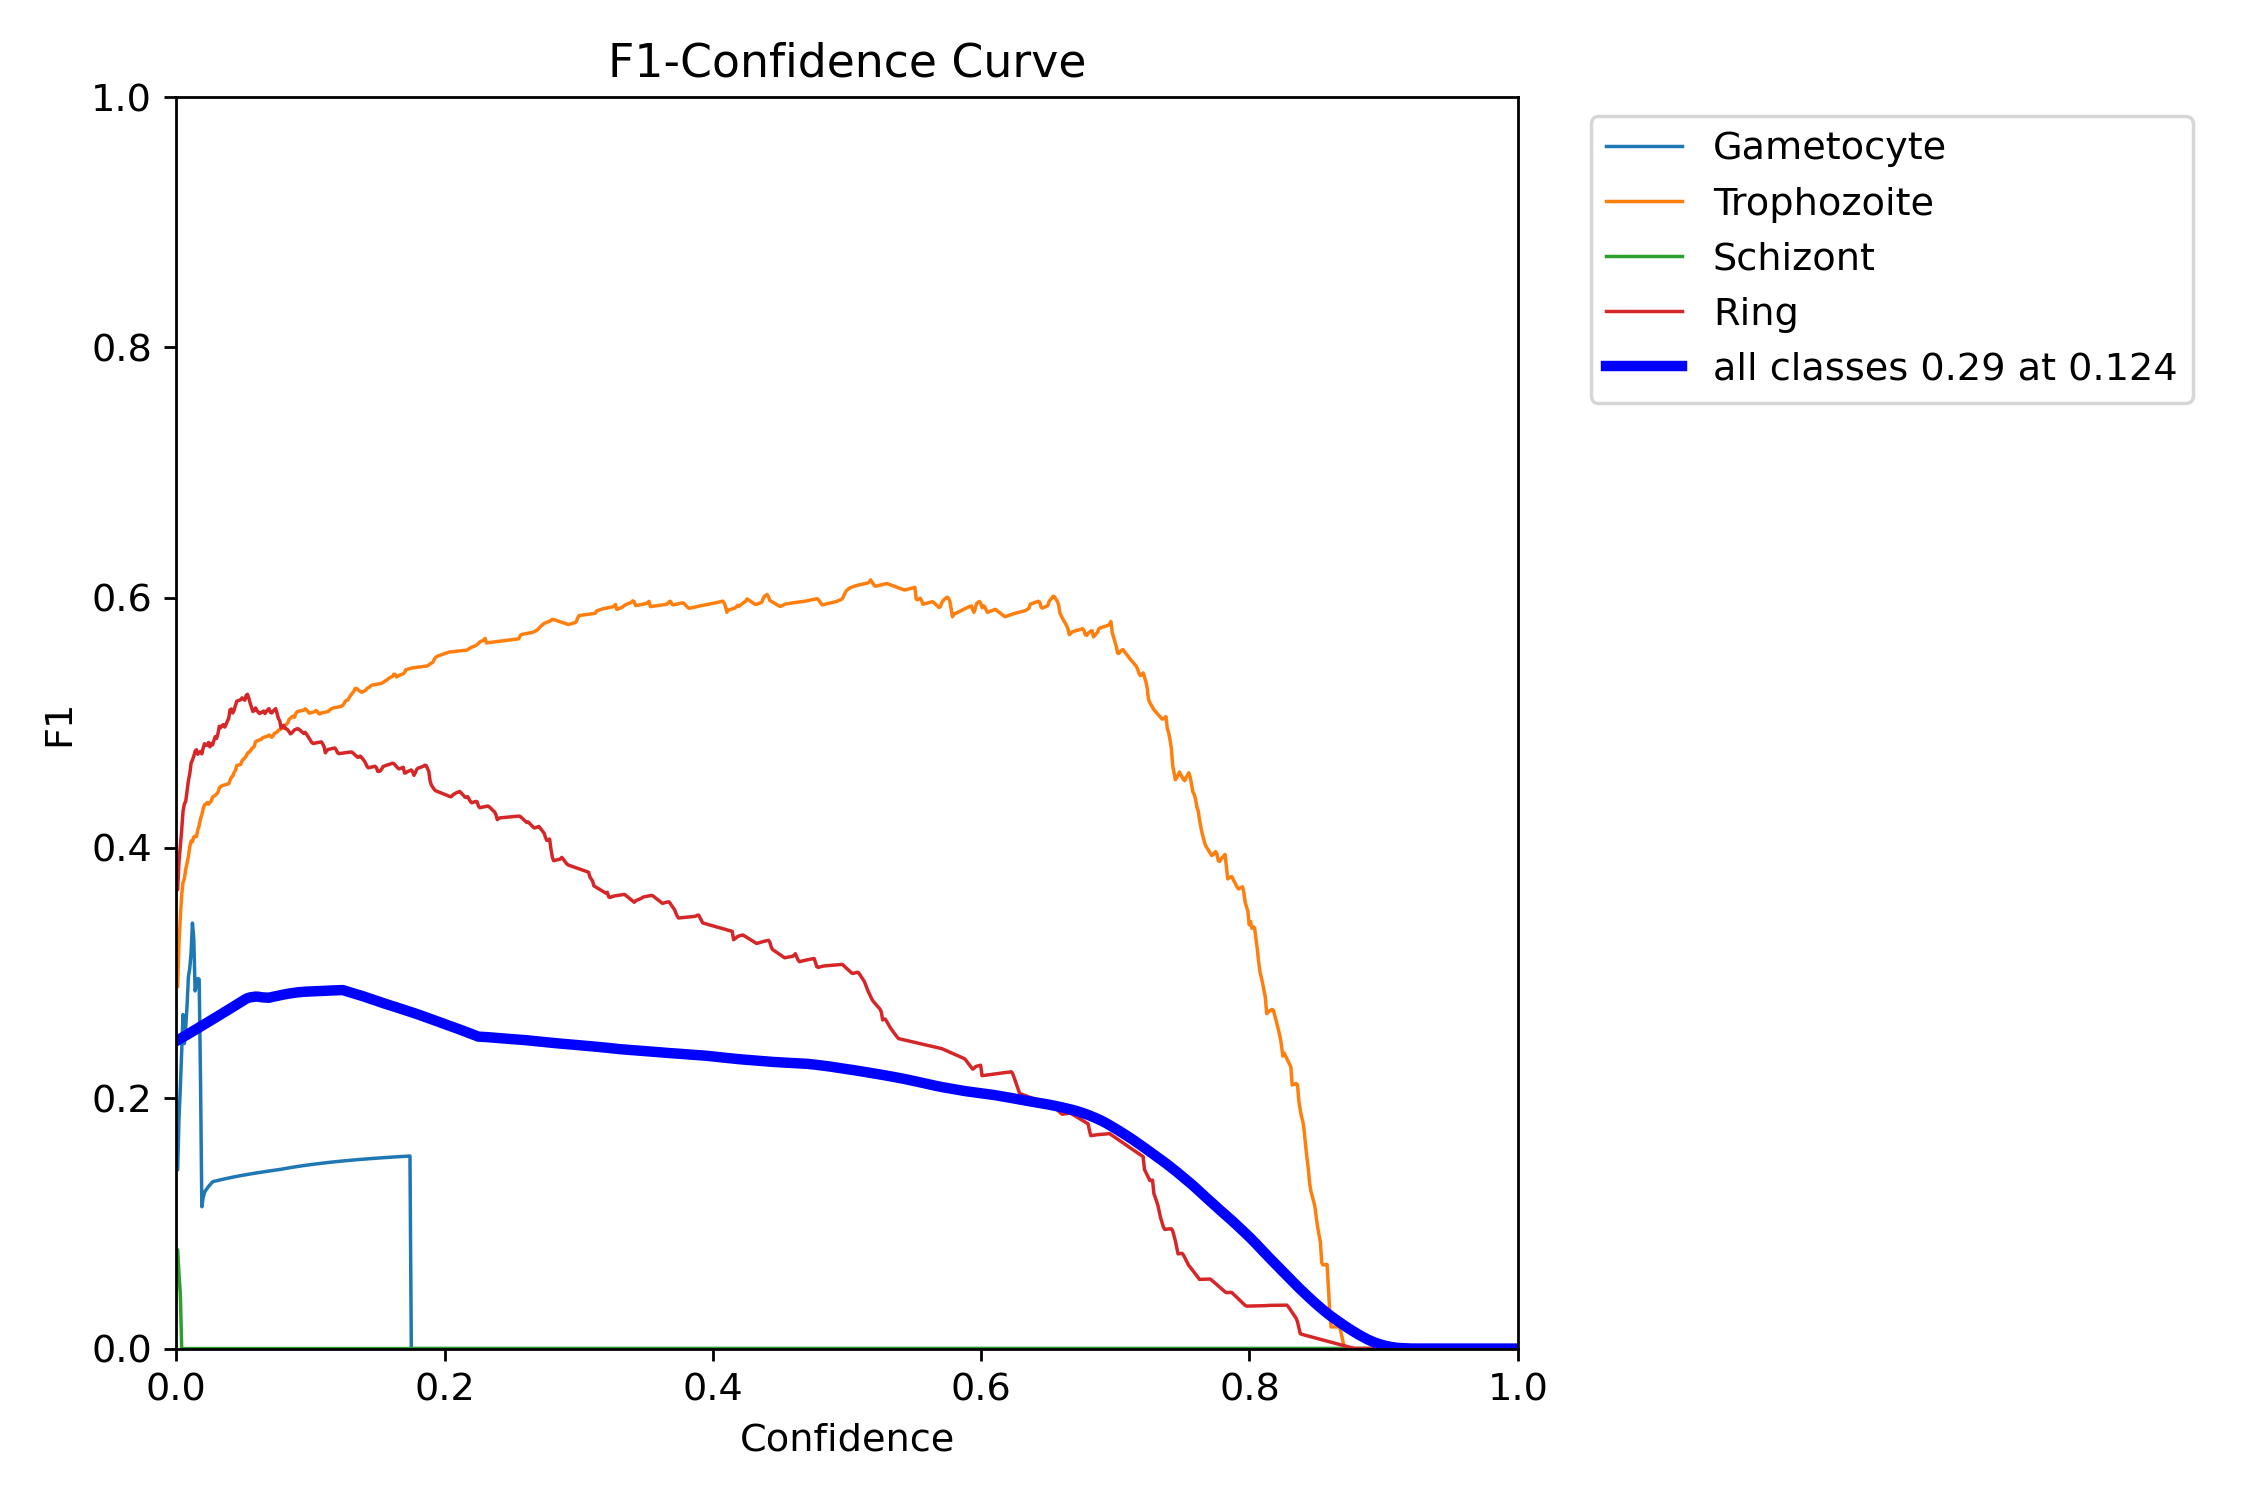 F1-Confidence Curve
1.0
0.8
0.6
0.4
0.2
0.0
F1
0.0 0.2 0.4 0.6 0.8 1.0
Confidence
Gametocyte
Trophozoite
Schizont
Ring
all classes 0.29 at 0.124